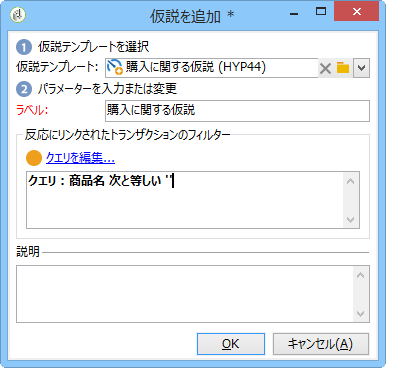 仮説を追加 *
1 仮説テンプレートを選択
仮説テンプレート: 購入に関する仮説 (HYP44)
2 パラメーターを入力または変更
ラベル: 購入に関する仮説
反応にリンクされたトランザクションのフィルター
クエリを編集...
クエリ : 商品名 次と等しい ''
説明
OK キャンセル(A)